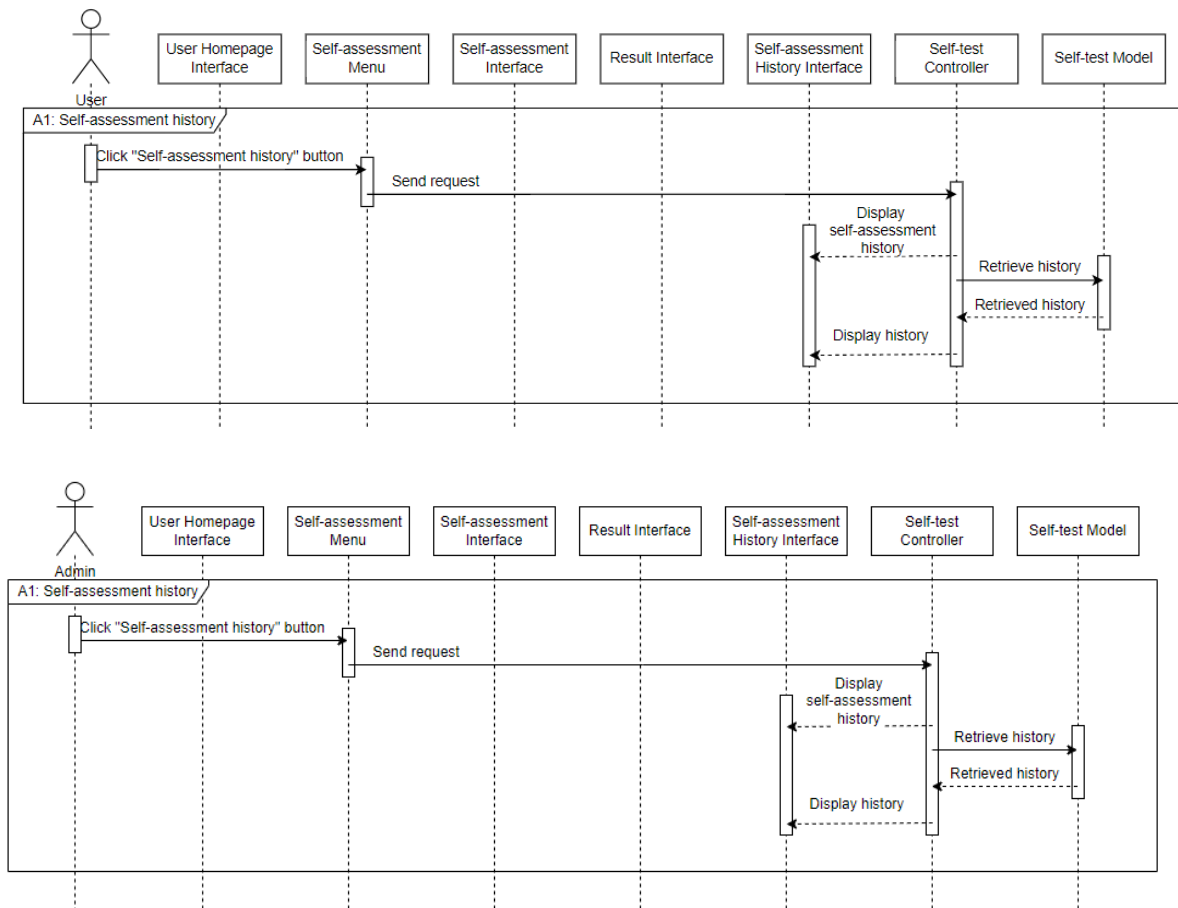 User Homepage
Interface
Self-assessment
Menu
Self-assessment
Interface
Result Interface
Self-assessment
History Interface
Self-test
Controller
Self-test Model
User
A1: Self-assessment history
Click "Self-assessment history" button
Send request
Display
self-assessment
history
Retrieve history
Retrieved history
Display history
User Homepage
Interface
Self-assessment
Menu
Self-assessment
Interface
Result Interface
Self-assessment
History Interface
Self-test
Controller
Self-test Model
Admin
A1: Self-assessment history
Click "Self-assessment history" button
Send request
Display
self-assessment
history
Retrieve history
Retrieved history
Display history